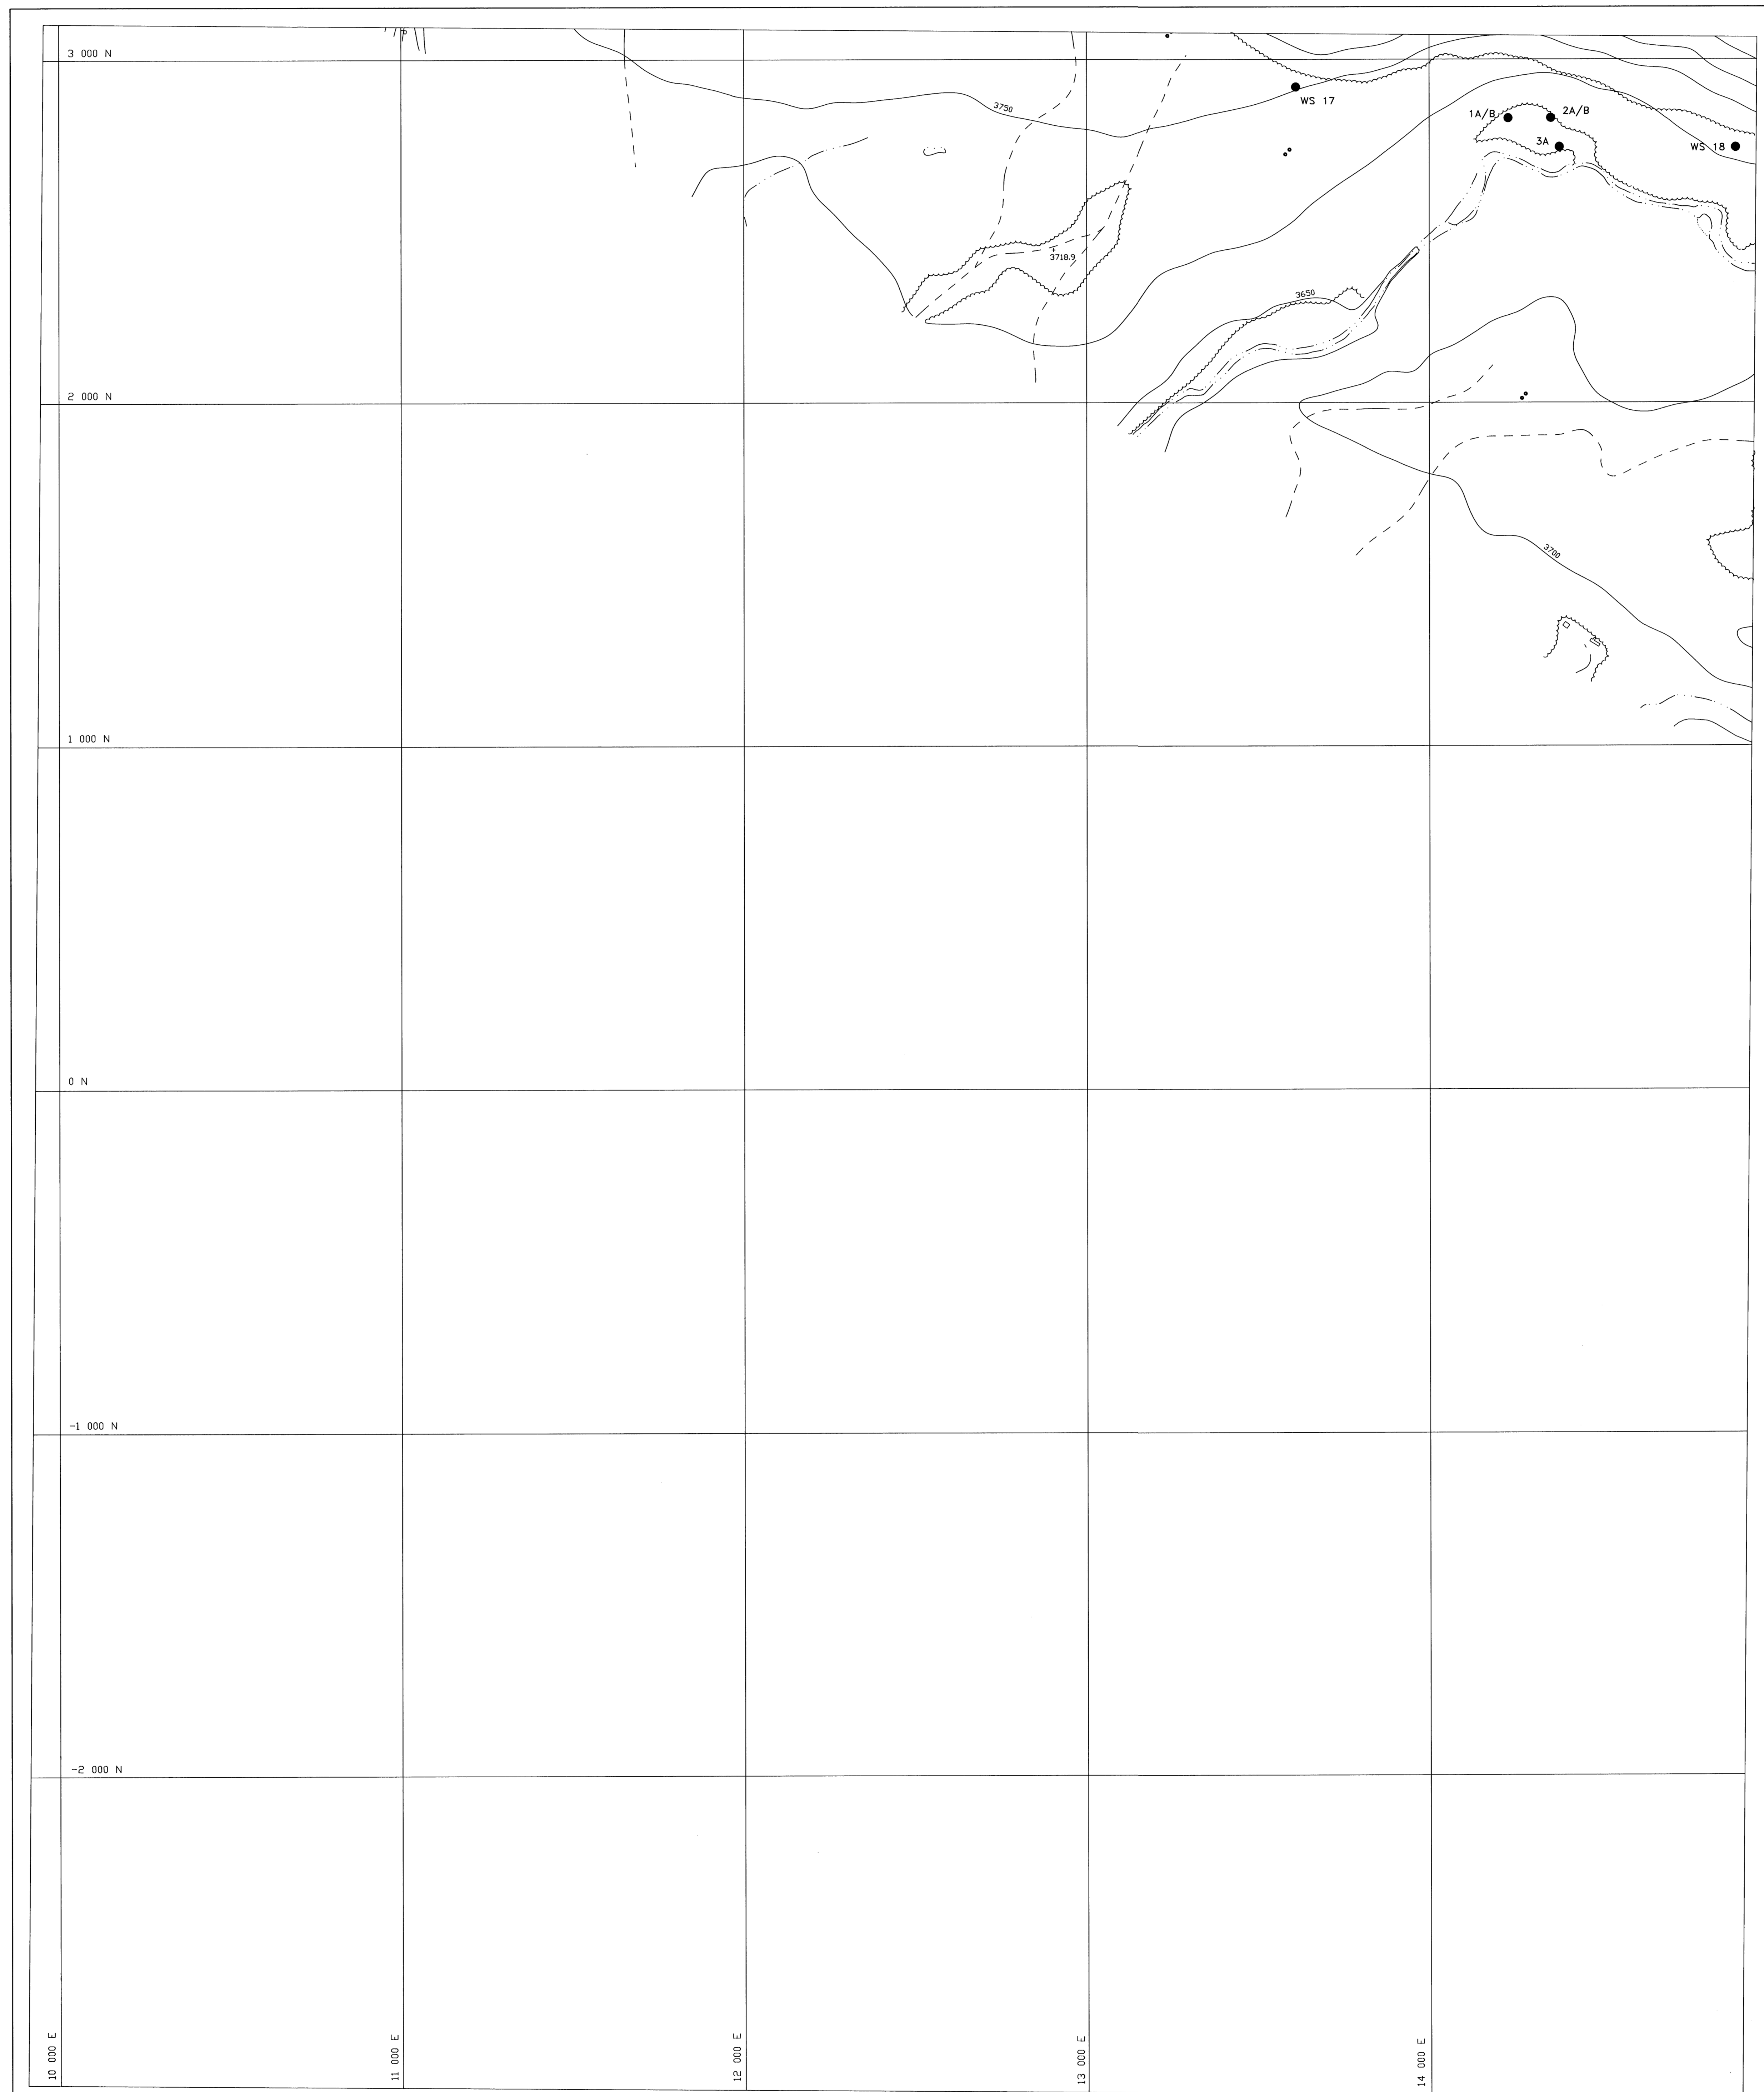 3 000 N
3750
WS 17
1A/B
2A/B
3A
WS 18
3718.9
3650
2 000 N
3700
1 000 N
0 N
-1 000 N
-2 000 N
10 000 E
11 000 E
12 000 E
13 000 E
14 000 E